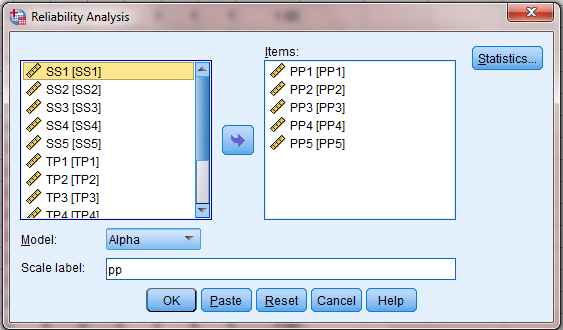 Reliability Analysis
Items:
Statistics...
SS1 [SS1]
SS2 [SS2]
SS3 [SS3]
SS4 [SS4]
SS5 [SS5]
TP1 [TP1]
TP2 [TP2]
TP3 [TP3]
TP4 [TP4]
PP1 [PP1]
PP2 [PP2]
PP3 [PP3]
PP4 [PP4]
PP5 [PP5]
Model: Alpha
Scale label: pp
OK Paste Reset Cancel Help